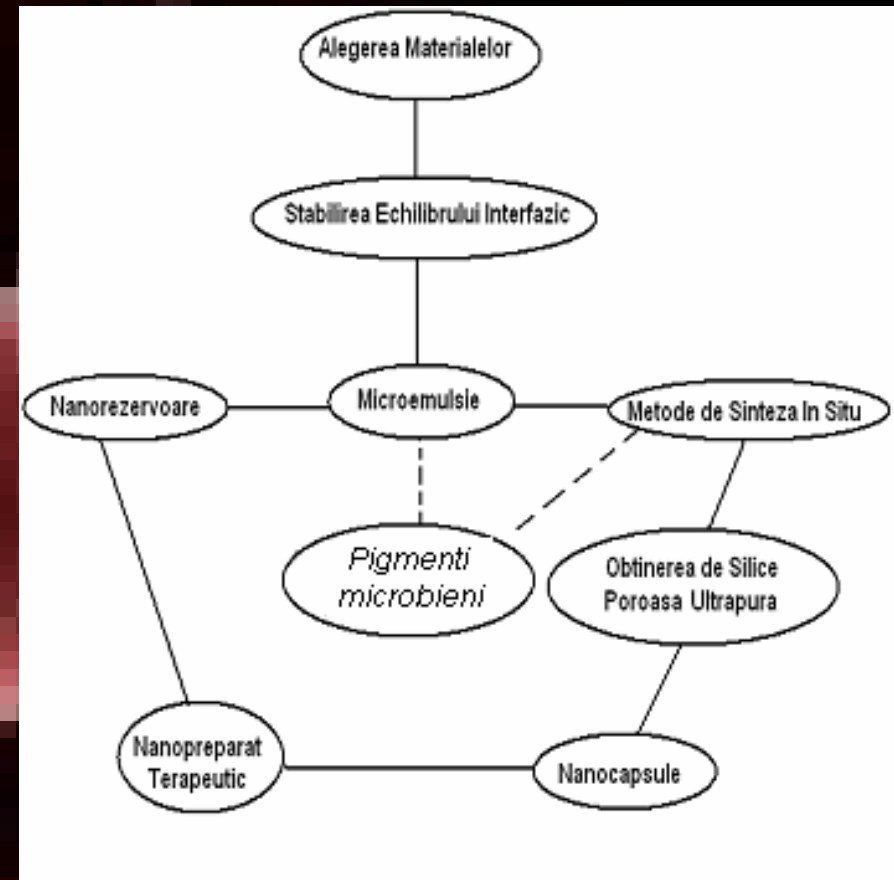 Alegerea Materialelor
Stabilirea Echilibrului Interfazic
Nanorezervoare
Microemulsie
Metode de Sinteza In Situ
Pigmenti
microbieni
Obtinerea de Silice
Poroasa Ultrapura
Nanopreparat
Terapeutic
Nanocapsule